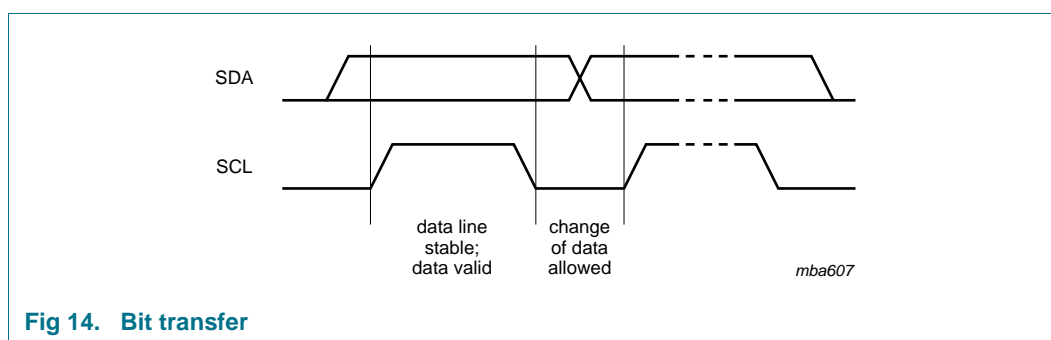 SDA
SCL
data line
stable;
data valid
change
of data
allowed
mba607
Fig 14. Bit transfer